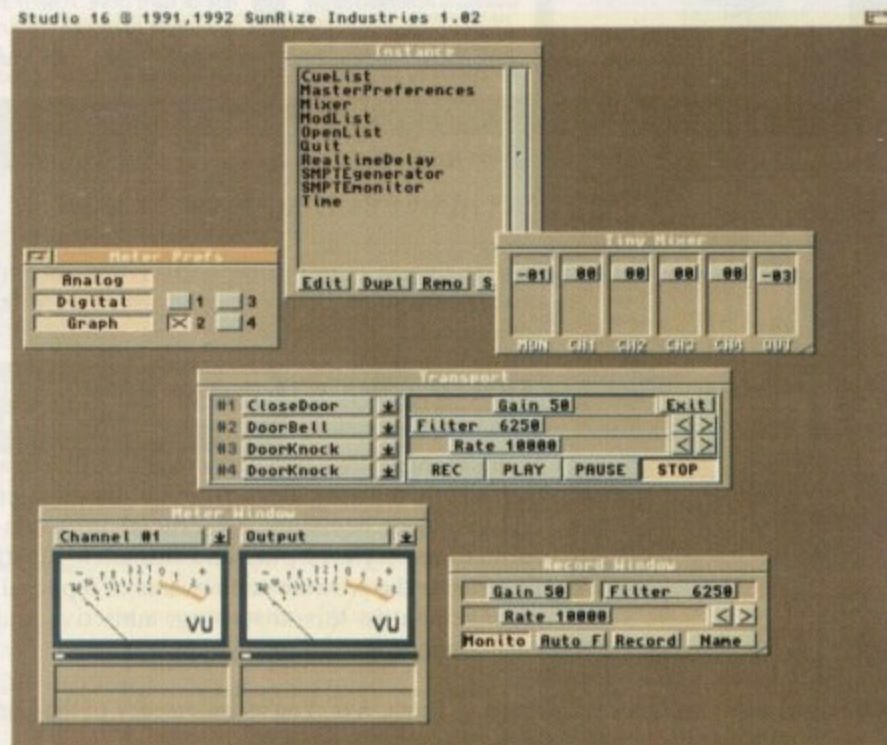 Studio 16 © 1991,1992 SunRize Industries 1.02
Instance
CueList
MasterPreferences
Mixer
ModList
OpenList
Quit
RealtimeDelay
SMPTEgenerator
SMPTEmonitor
Time
Edit Dupl Remo S
Meter Prefs
Analog
Digital
Graph
1 3
2 4
Tiny Mixer
-01 00 00 00 00 -03
MON CH1 CH2 CH3 CH4 OUT
Transport
#1 CloseDoor
#2 DoorBell
#3 DoorKnock
#4 DoorKnock
Gain 50 Exit
Filter 6250 < >
Rate 10000 < >
REC PLAY PAUSE STOP
Meter Window
Channel #1 Output
VU VU
Record Window
Gain 50 Filter 6250
Rate 10000 < >
Monito Auto F Record Name